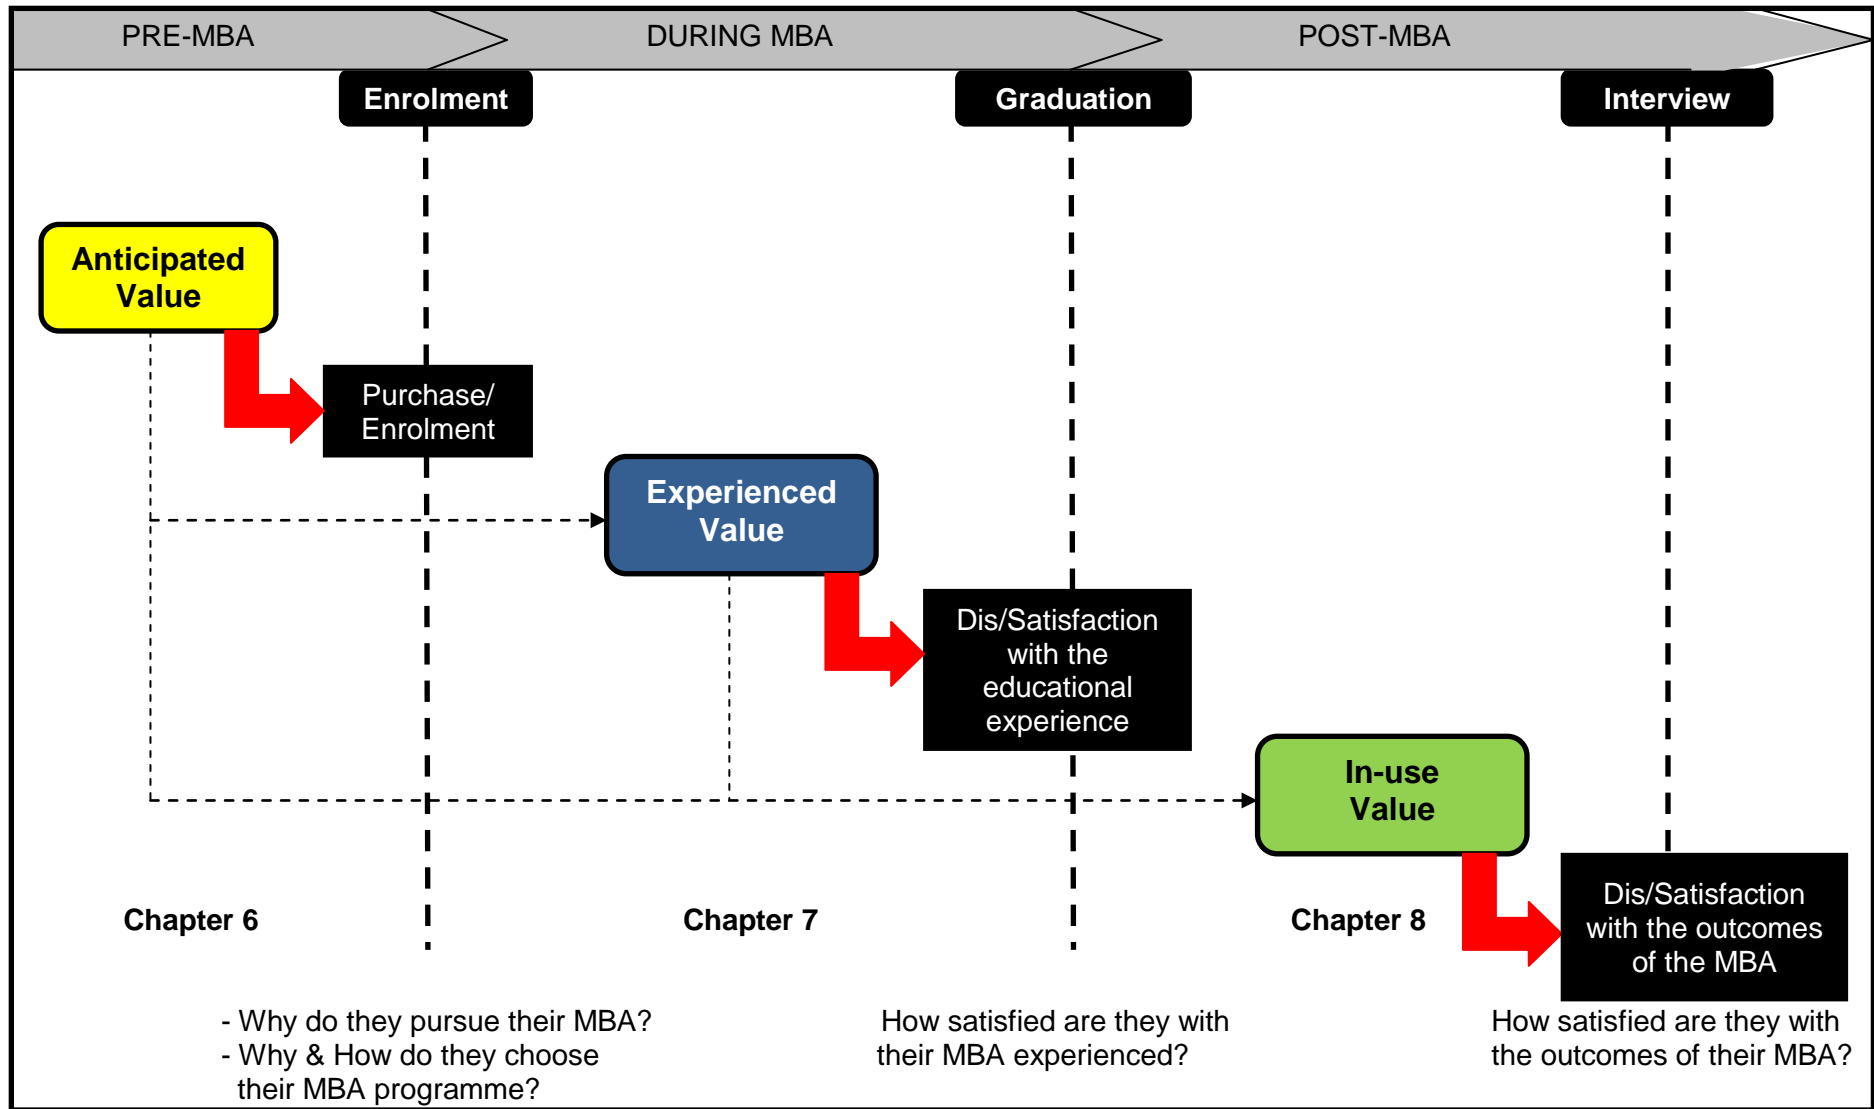 PRE-MBA
DURING MBA
POST-MBA
Enrolment
Graduation
Interview
Anticipated
Value
Purchase/
Enrolment
Experienced
Value
Dis/Satisfaction
with the
educational
experience
In-use
Value
Dis/Satisfaction
with the outcomes
of the MBA
Chapter 6
Chapter 7
Chapter 8
- Why do they pursue their MBA?
- Why & How do they choose
their MBA programme?
How satisfied are they with
their MBA experienced?
How satisfied are they with
the outcomes of their MBA?